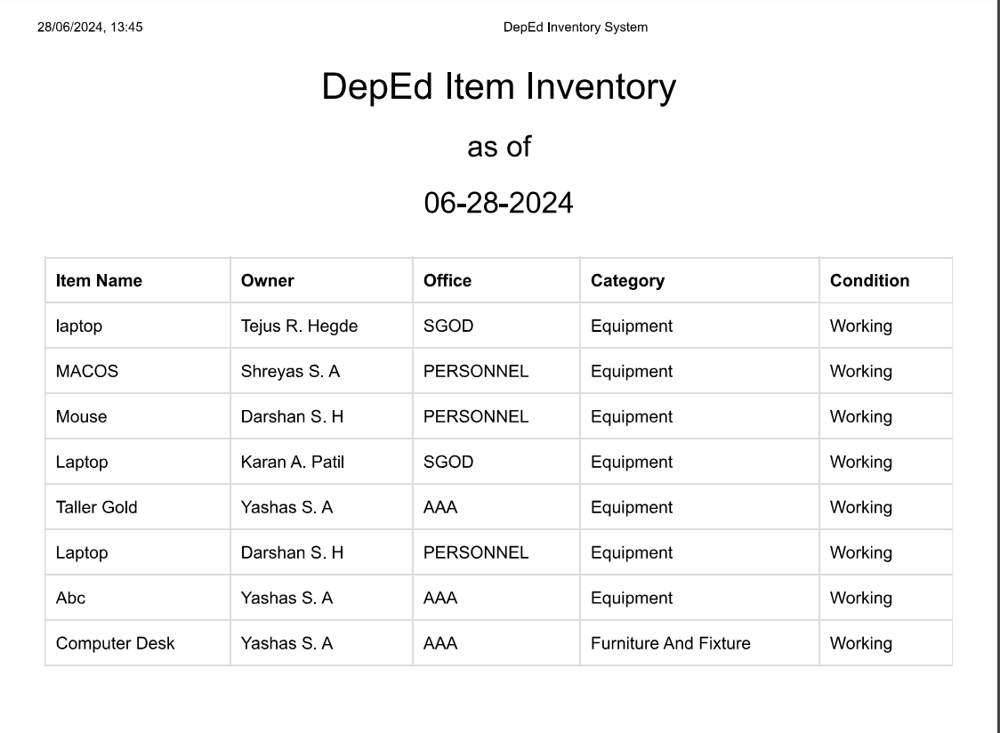 28/06/2024, 13:45 DepEd Inventory System
DepEd Item Inventory
as of
06-28-2024
Item Name Owner Office Category Condition
laptop Tejus R. Hegde SGOD Equipment Working
MACOS Shreyas S. A PERSONNEL Equipment Working
Mouse Darshan S. H PERSONNEL Equipment Working
Laptop Karan A. Patil SGOD Equipment Working
Taller Gold Yashas S. A AAA Equipment Working
Laptop Darshan S. H PERSONNEL Equipment Working
Abc Yashas S. A AAA Equipment Working
Computer Desk Yashas S. A AAA Furniture And Fixture Working